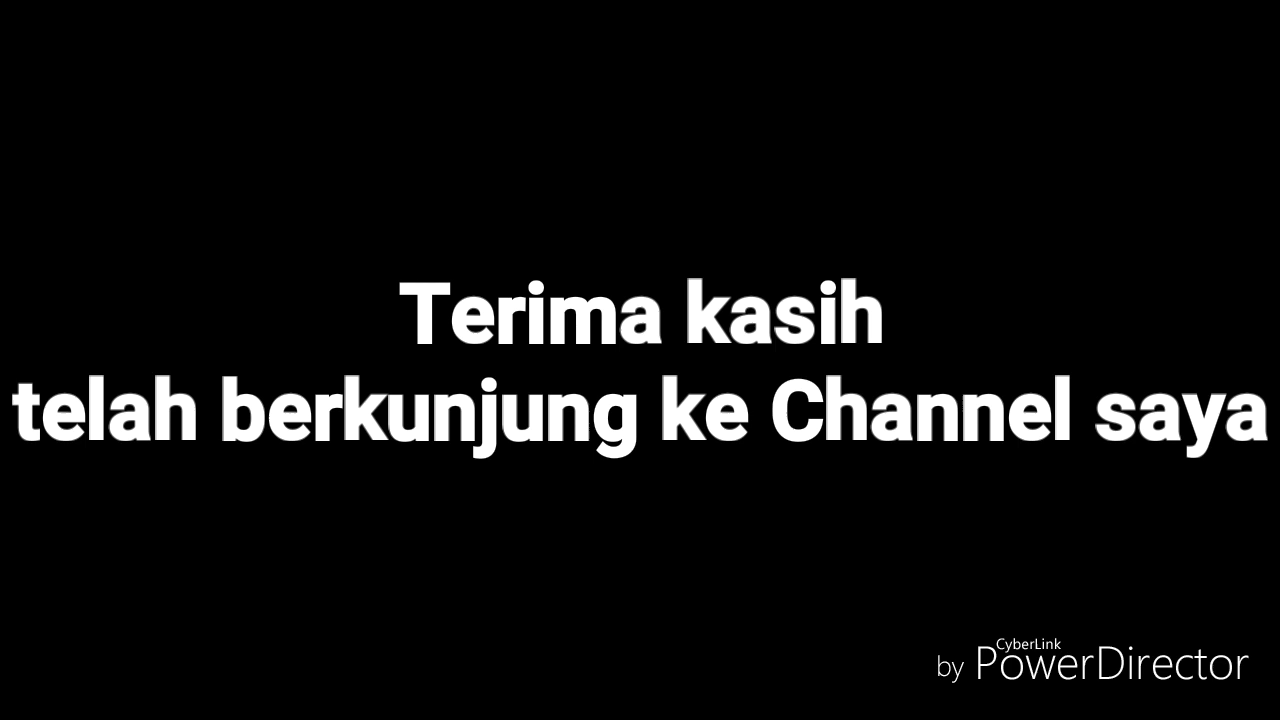 Terima kasih
telah berkunjung ke Channel saya
CyberLink
by PowerDirector